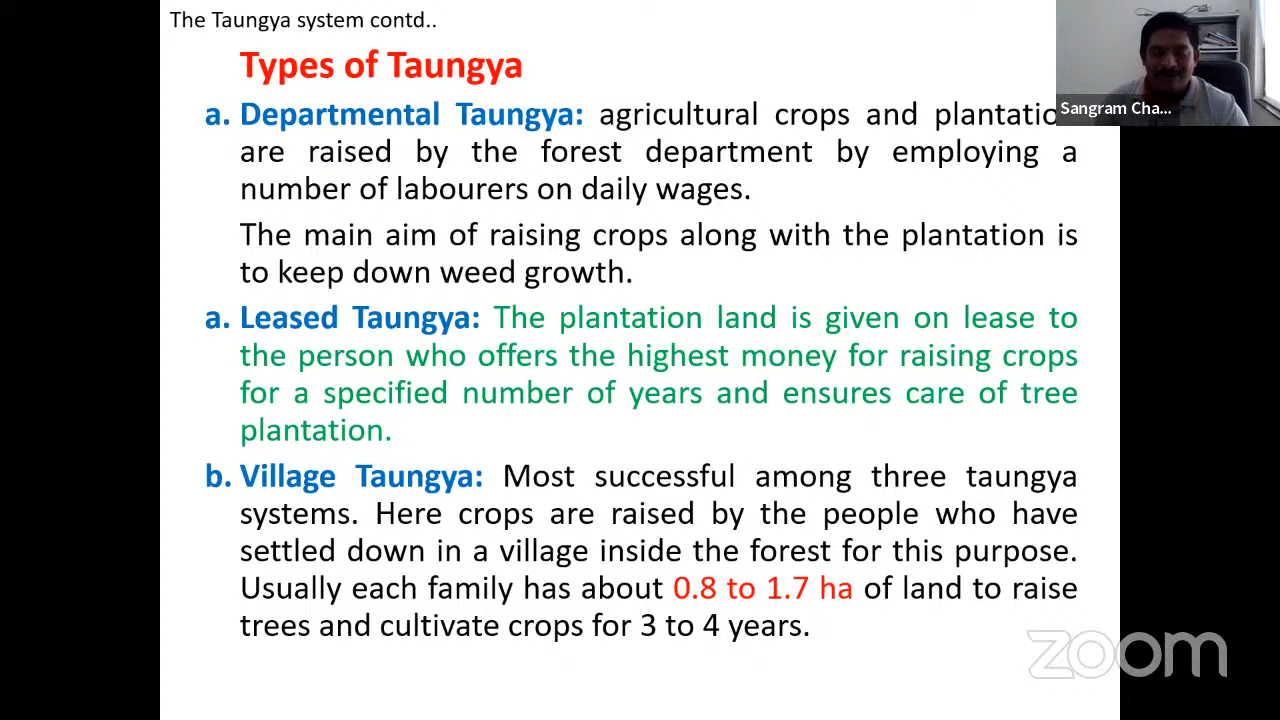 The Taungya system contd..
Types of Taungya
a. Departmental Taungya: agricultural crops and plantatio
are raised by the forest department by employing a
number of labourers on daily wages.
The main aim of raising crops along with the plantation is
to keep down weed growth.
a. Leased Taungya: The plantation land is given on lease to
the person who offers the highest money for raising crops
for a specified number of years and ensures care of tree
plantation.
b. Village Taungya: Most successful among three taungya
systems. Here crops are raised by the people who have
settled down in a village inside the forest for this purpose.
Usually each family has about 0.8 to 1.7 ha of land to raise
trees and cultivate crops for 3 to 4 years.
Sangram Cha...
zoom